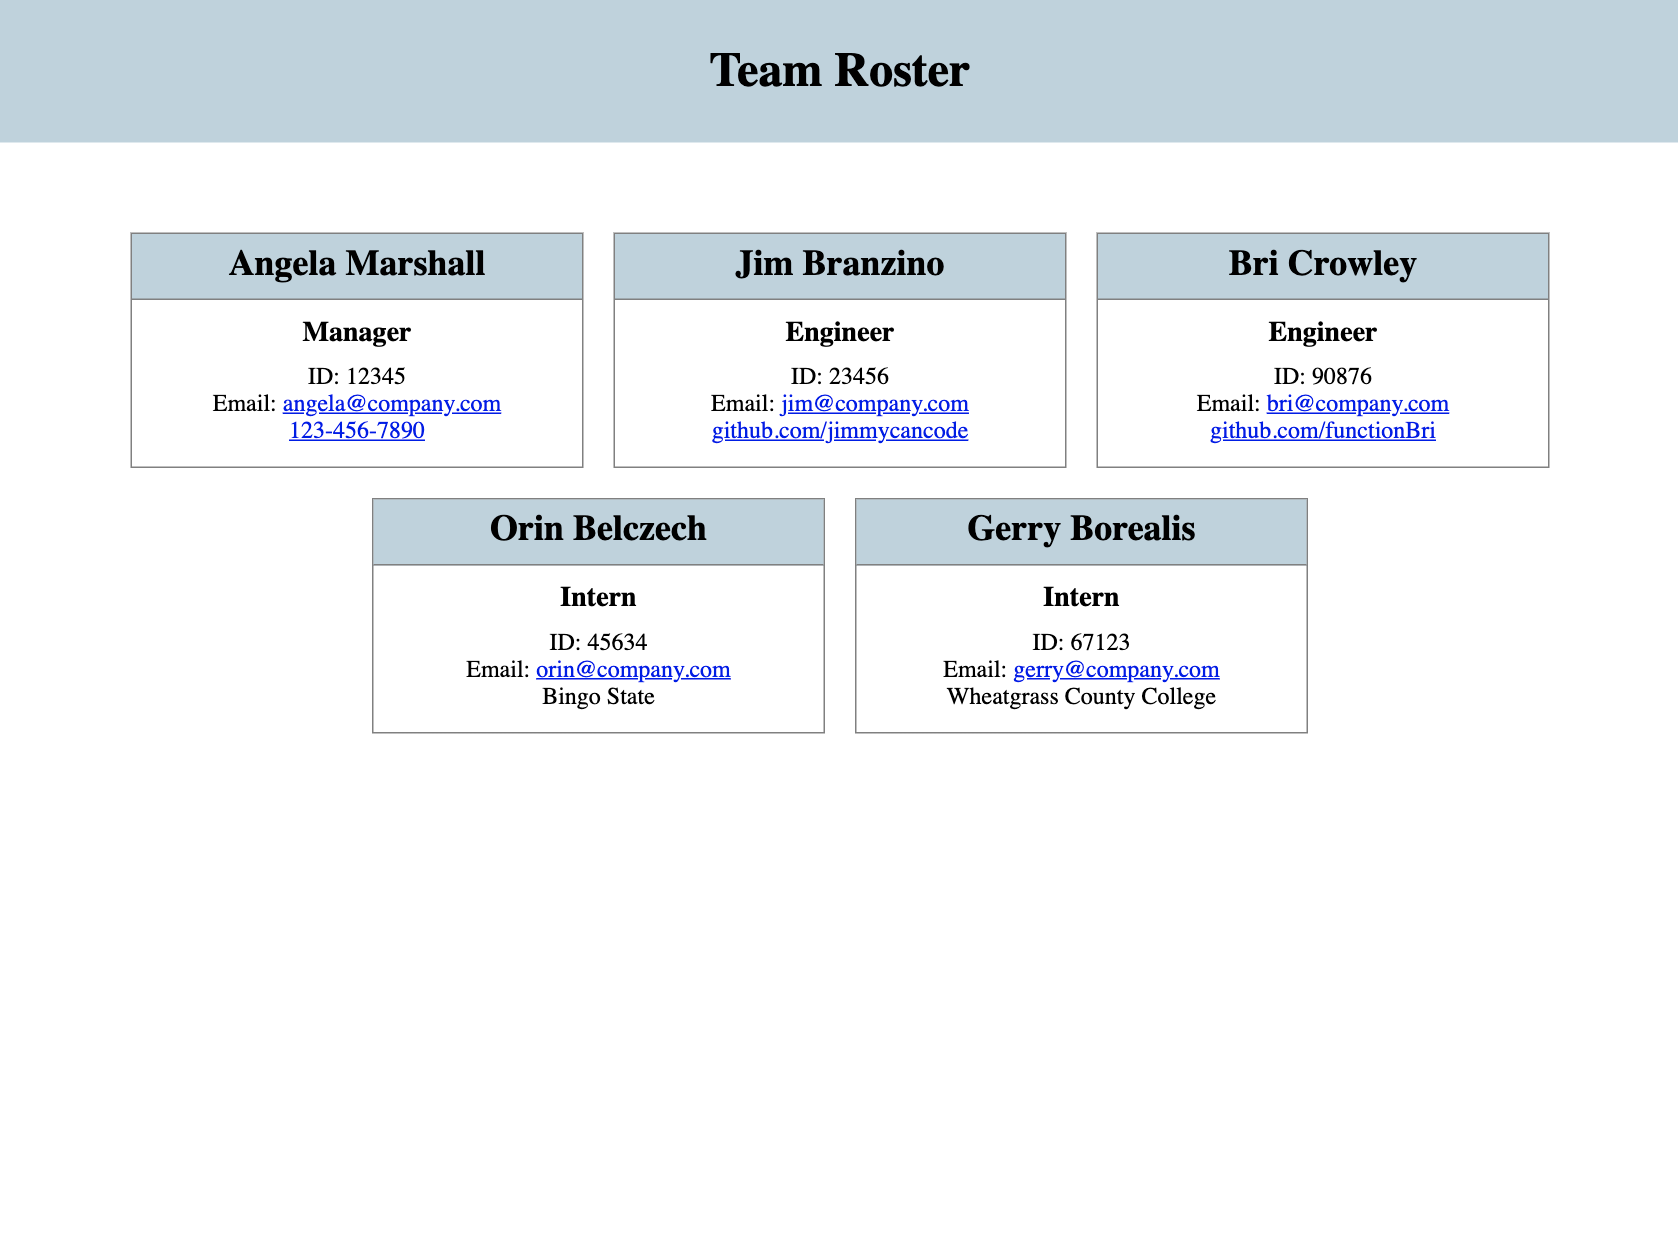 Team Roster
Angela Marshall
Manager
ID: 12345
Email: angela@company.com
123-456-7890
Jim Branzino
Engineer
ID: 23456
Email: jim@company.com
github.com/jimmycancode
Bri Crowley
Engineer
ID: 90876
Email: bri@company.com
github.com/functionBri
Orin Belczech
Intern
ID: 45634
Email: orin@company.com
Bingo State
Gerry Borealis
Intern
ID: 67123
Email: gerry@company.com
Wheatgrass County College